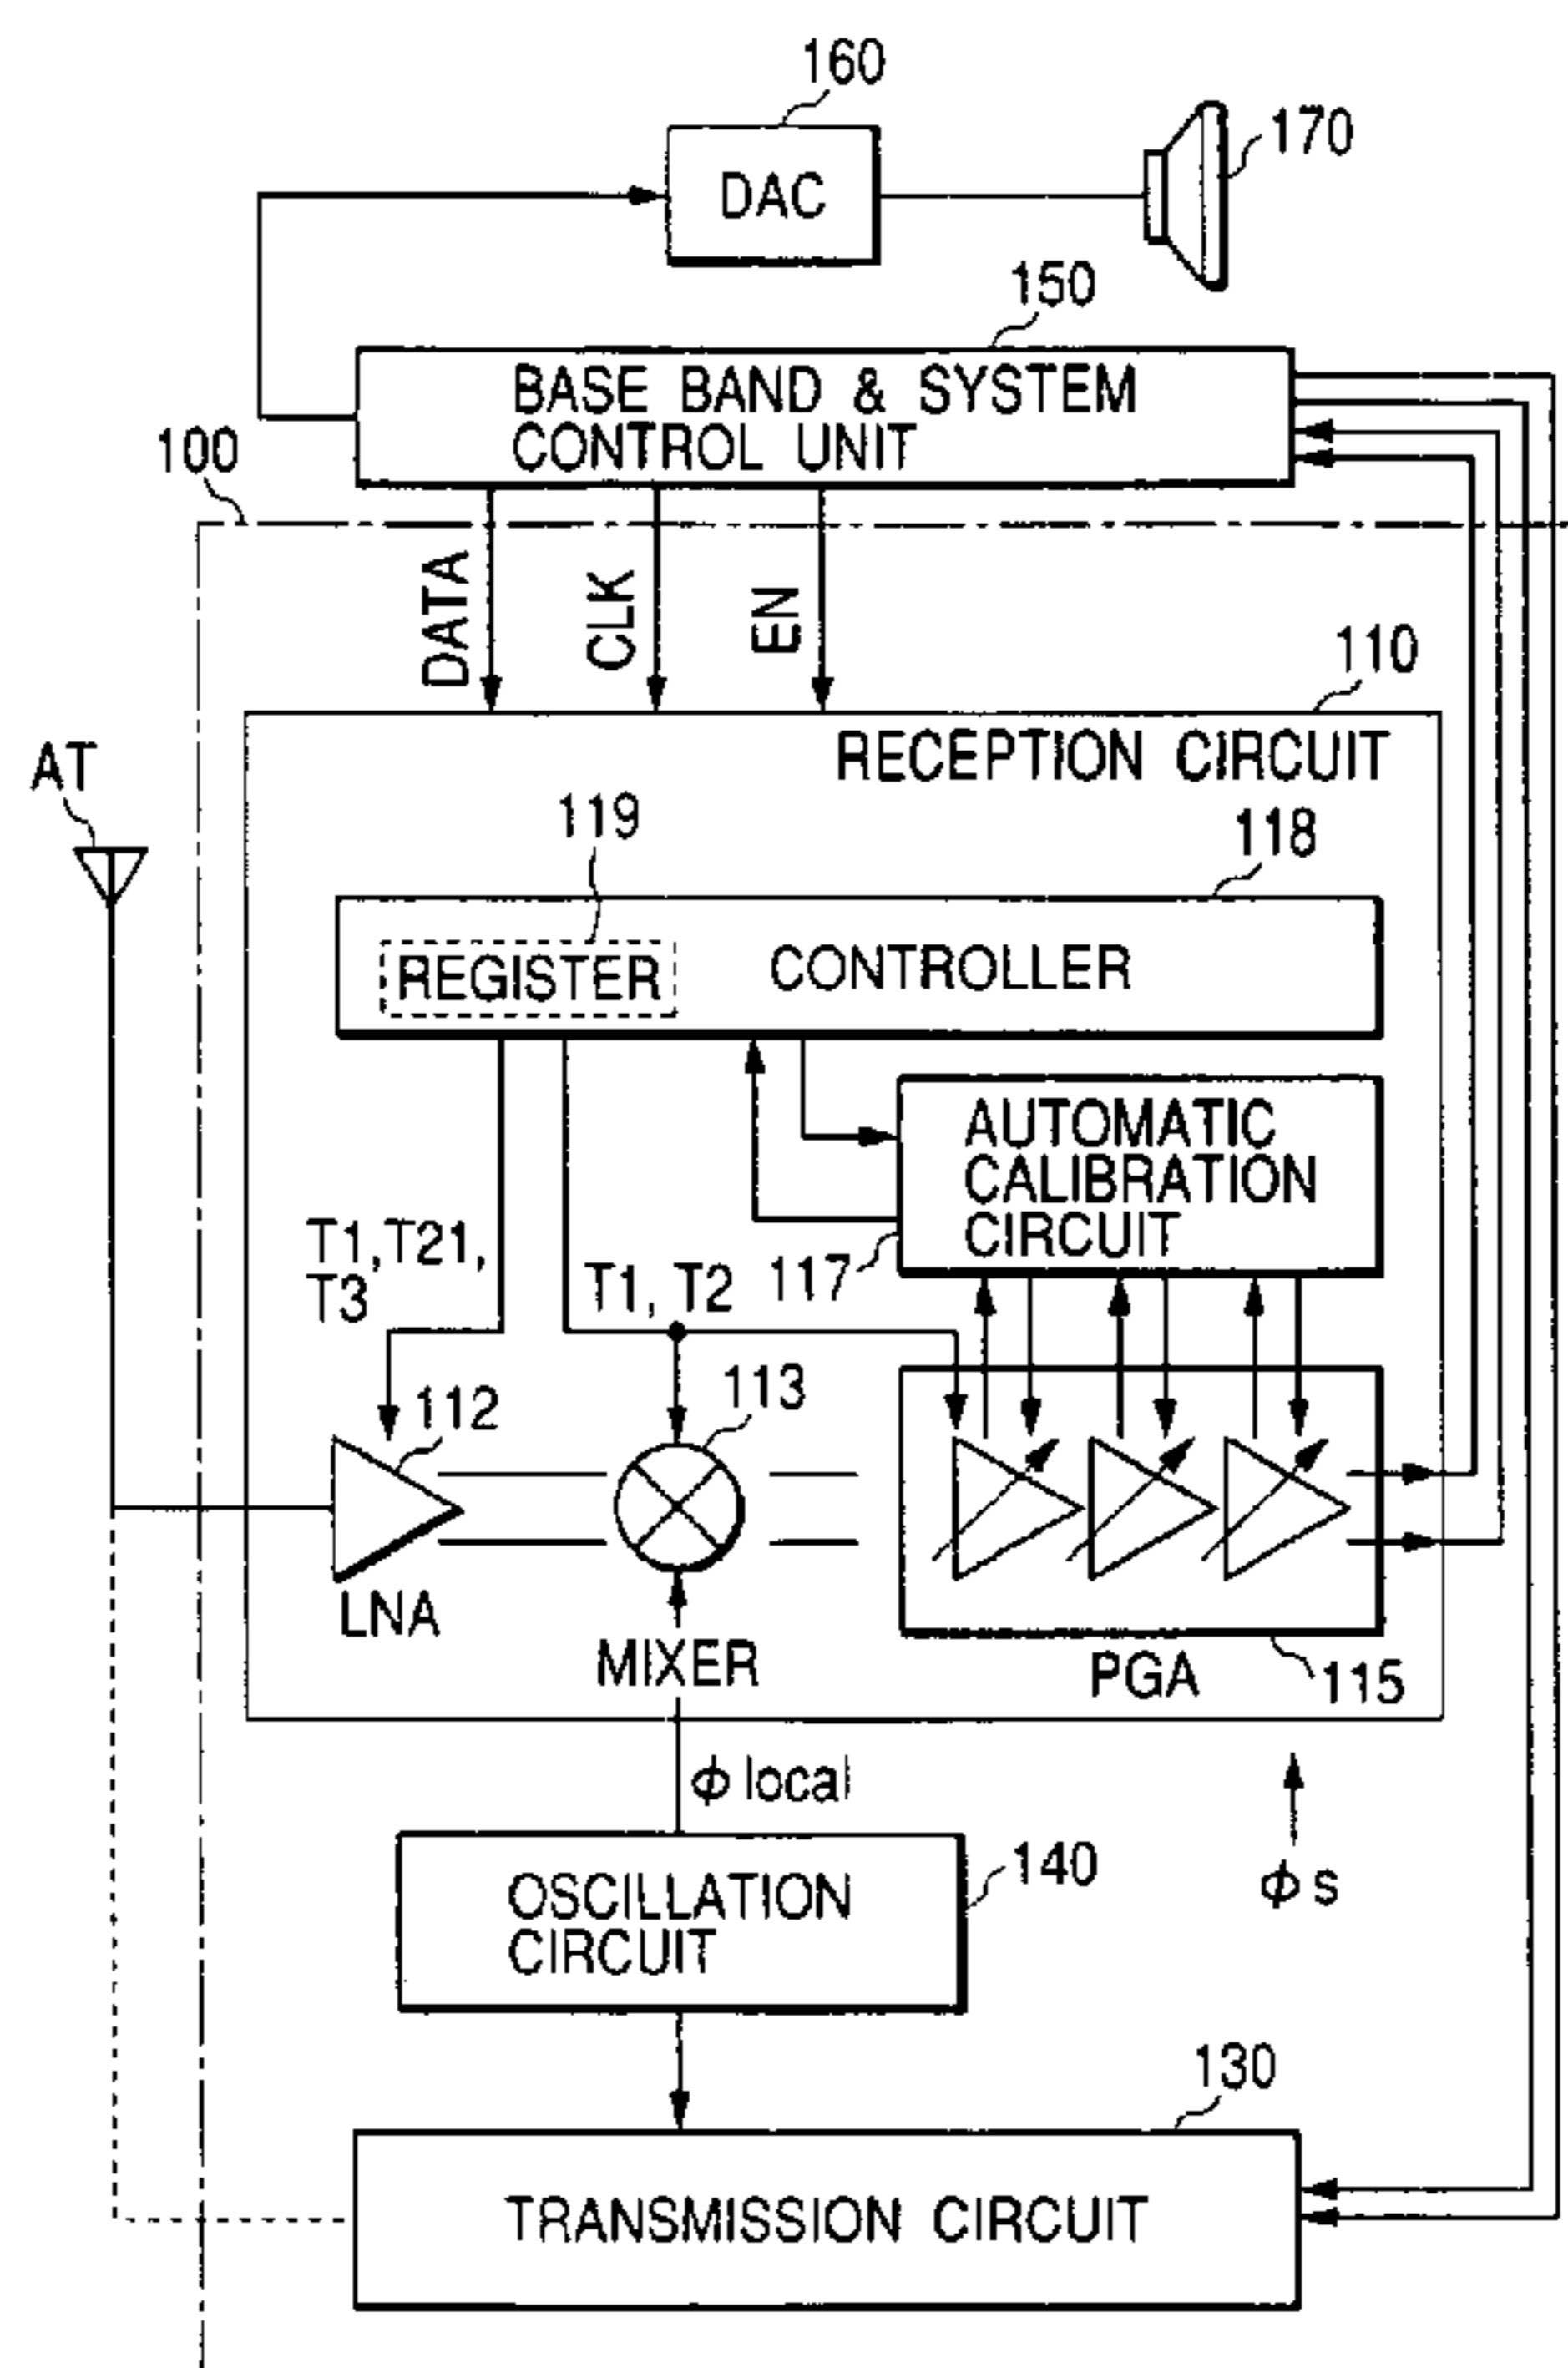 160
DAC
170
150
BASE BAND & SYSTEM
CONTROL UNIT
100
DATA
CLK
EN
110
RECEPTION CIRCUIT
AT
119
118
REGISTER
CONTROLLER
AUTOMATIC
CALIBRATION
CIRCUIT
117
T1,T21,
T3
T1, T2
112
113
LNA
MIXER
PGA
115
ϕ local
OSCILLATION
CIRCUIT
140
ϕ s
130
TRANSMISSION CIRCUIT